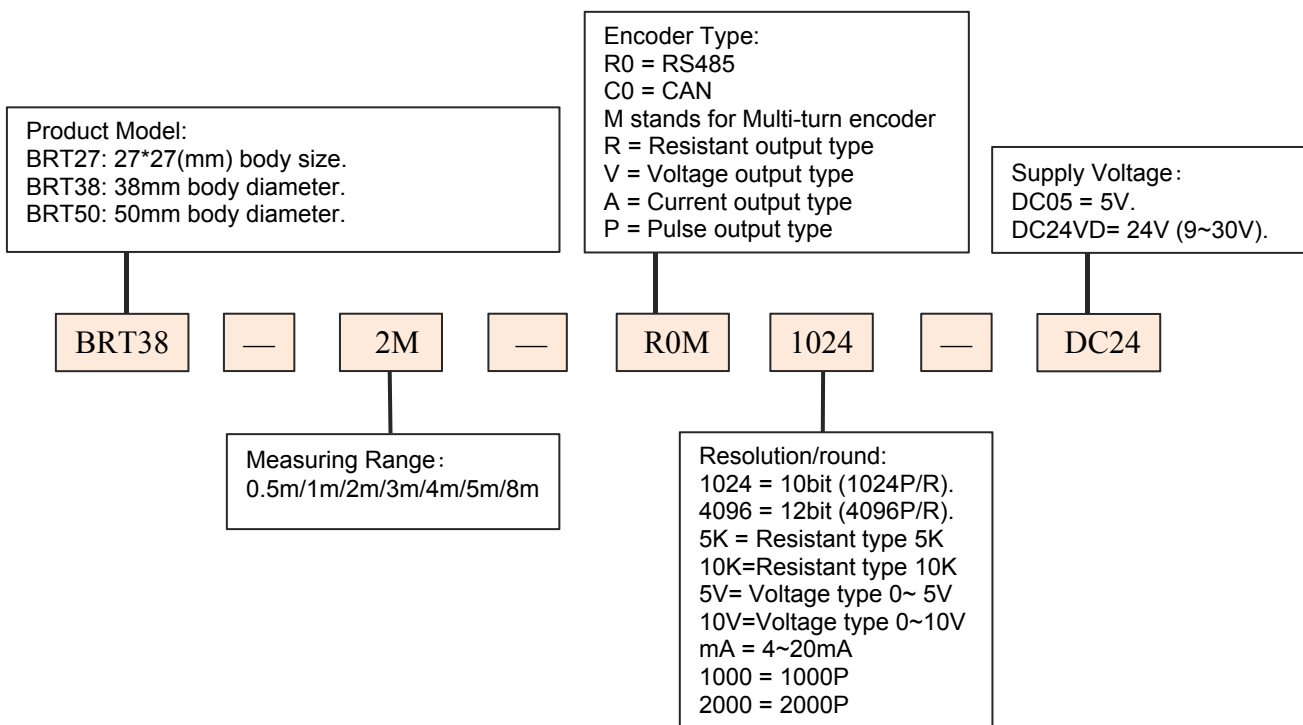 Encoder Type:
R0 = RS485
C0 = CAN
M stands for Multi-turn encoder
R = Resistant output type
V = Voltage output type
A = Current output type
P = Pulse output type
Product Model:
BRT27: 27*27(mm) body size.
BRT38: 38mm body diameter.
BRT50: 50mm body diameter.
Supply Voltage:
DC05 = 5V.
DC24VD= 24V (9~30V).
BRT38 — 2M — R0M 1024 — DC24
Measuring Range:
0.5m/1m/2m/3m/4m/5m/8m
Resolution/round:
1024 = 10bit (1024P/R).
4096 = 12bit (4096P/R).
5K = Resistant type 5K
10K=Resistant type 10K
5V= Voltage type 0~ 5V
10V=Voltage type 0~10V
mA = 4~20mA
1000 = 1000P
2000 = 2000P